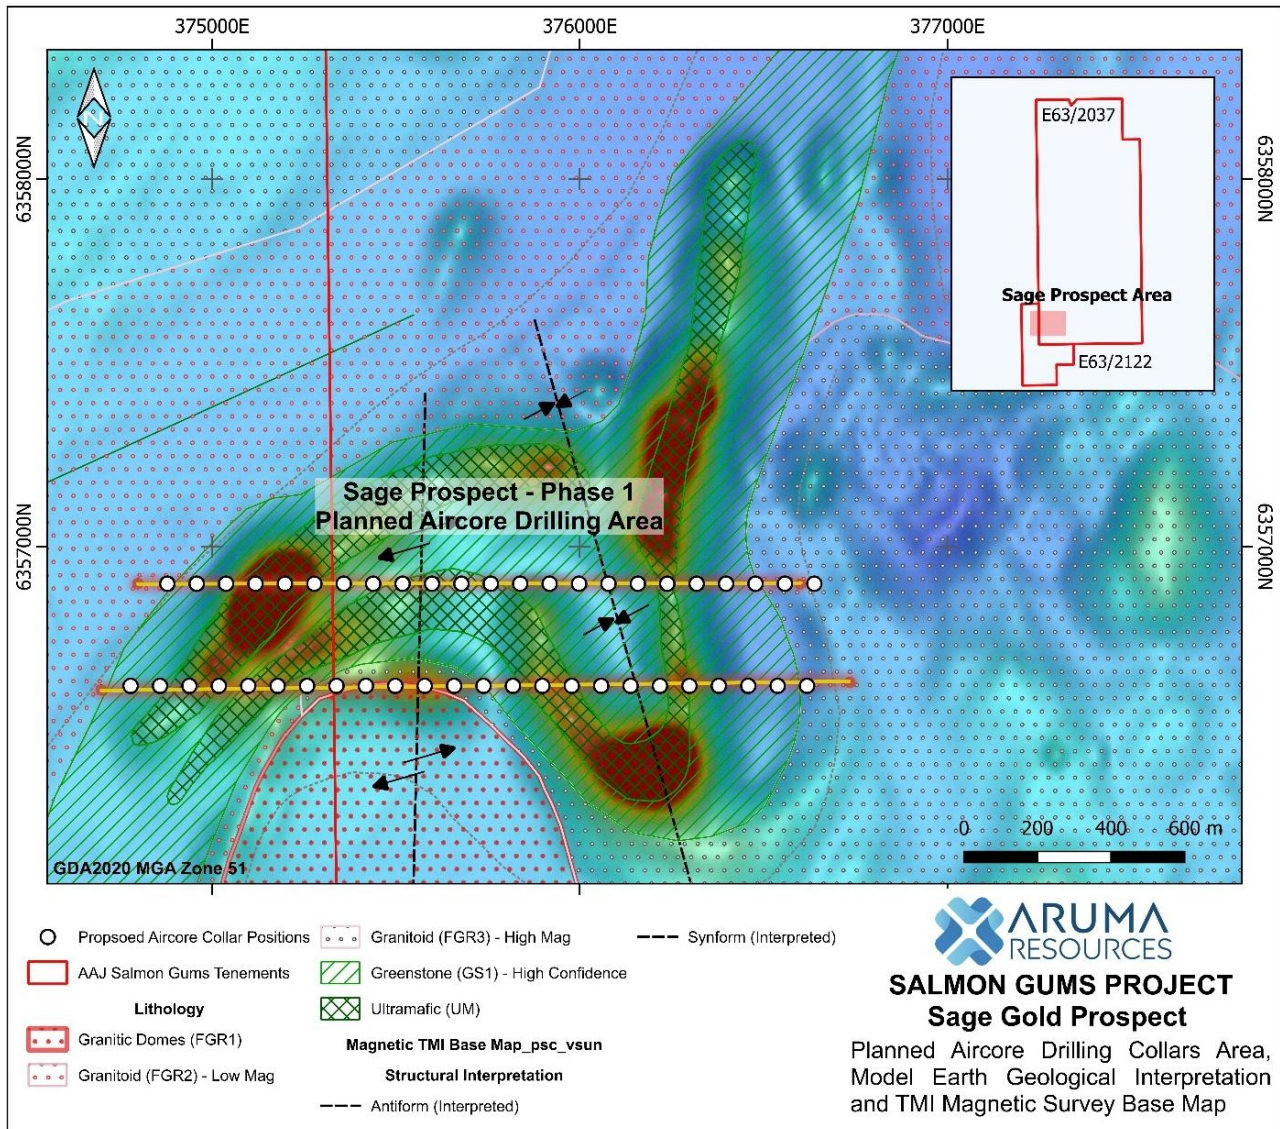 375000E
376000E
377000E
6358000N
6358000N
6357000N
6357000N
N
E63/2037
Sage Prospect Area
E63/2122
Sage Prospect - Phase 1
Planned Aircore Drilling Area
0 200 400 600 m
GDA2020 MGA Zone 51
Propsoed Aircore Collar Positions
AAJ Salmon Gums Tenements
Lithology
Granitic Domes (FGR1)
Granitoid (FGR2) - Low Mag
Granitoid (FGR3) - High Mag
Greenstone (GS1) - High Confidence
Ultramafic (UM)
Magnetic TMI Base Map_psc_vsun
Structural Interpretation
Antiform (Interpreted)
Synform (Interpreted)
ARUMA
RESOURCES
SALMON GUMS PROJECT
Sage Gold Prospect
Planned Aircore Drilling Collars Area,
Model Earth Geological Interpretation
and TMI Magnetic Survey Base Map